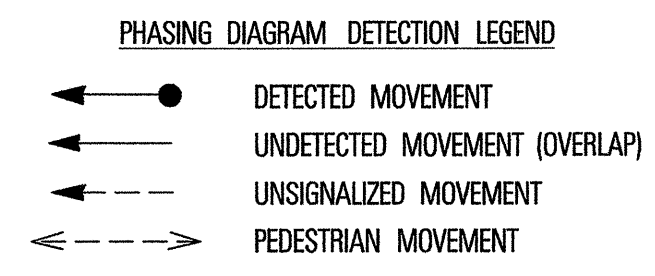 PHASING DIAGRAM DETECTION LEGEND
DETECTED MOVEMENT
UNDETECTED MOVEMENT (OVERLAP)
UNSIGNALIZED MOVEMENT
PEDESTRIAN MOVEMENT